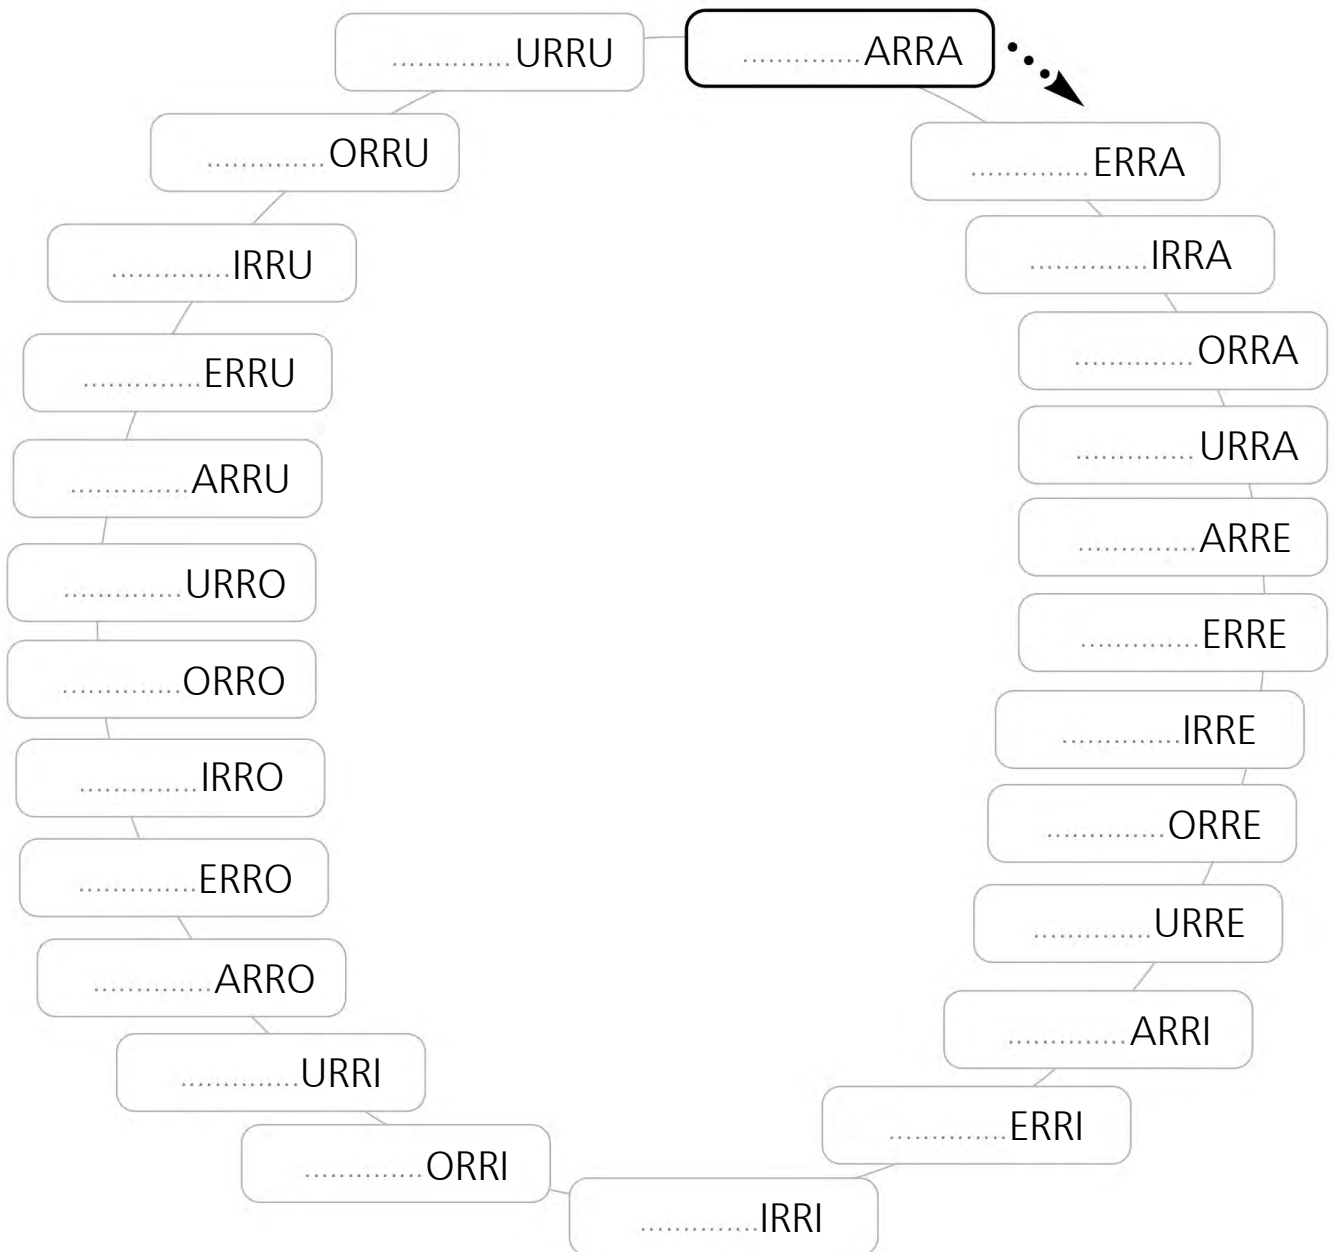 ..............ARRA
..............ERRA
..............IRRA
..............ORRA
..............URRA
..............ARRE
..............ERRE
..............IRRE
..............ORRE
..............URRE
..............ARRI
..............ERRI
..............IRRI
..............ORRI
..............URRI
..............ARRO
..............ERRO
..............IRRO
..............ORRO
..............URRO
..............ARRU
..............ERRU
..............IRRU
..............ORRU
..............URRU